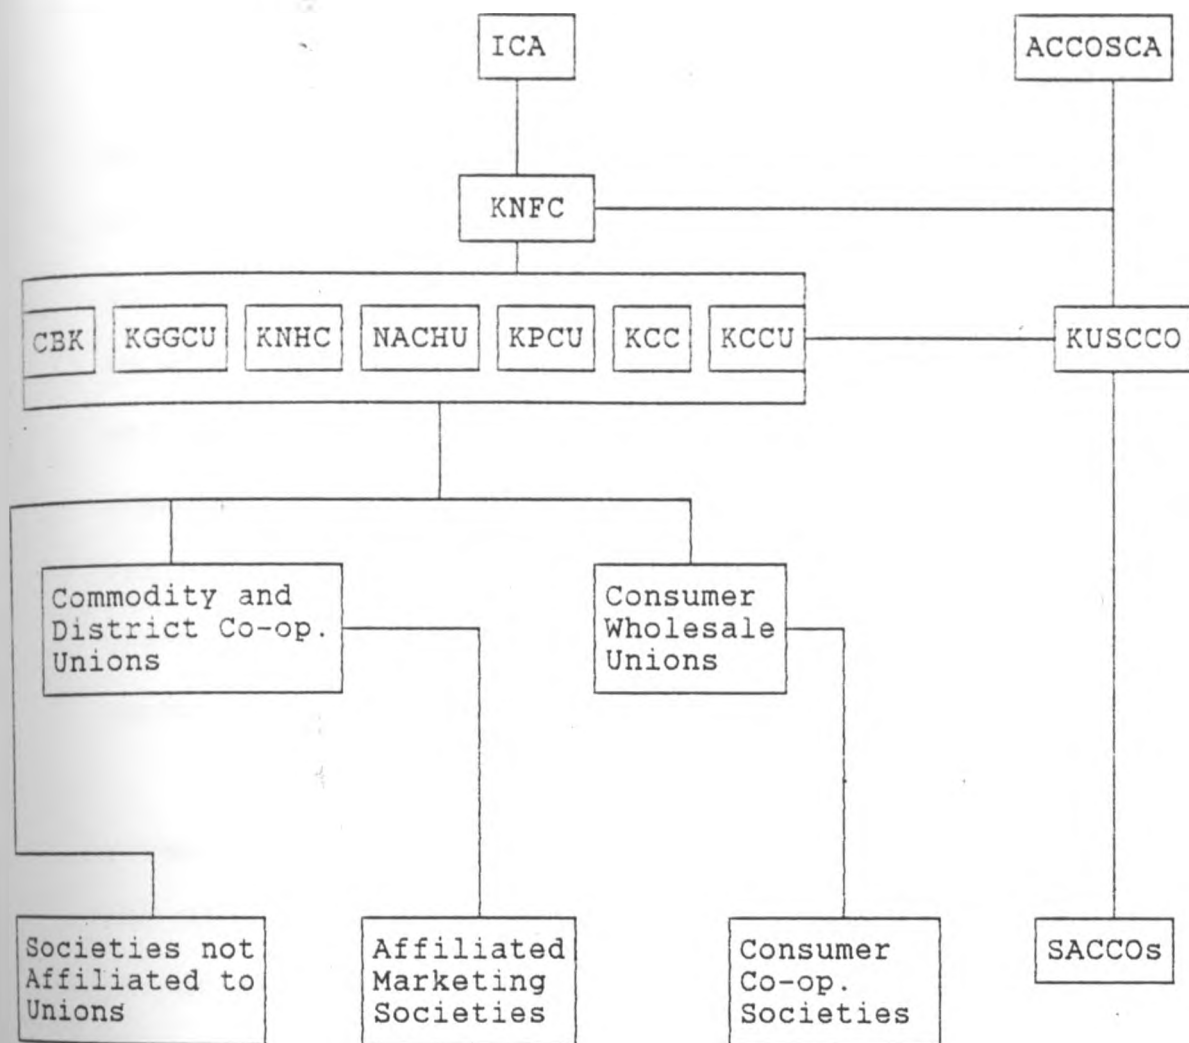 ICA
ACCOSCA
KNFC
CBK
KGGCU
KNHC
NACHU
KPCU
KCC
KCCU
KUSCCO
Commodity and
District Co-op.
Unions
Consumer
Wholesale
Unions
Societies not
Affiliated to
Unions
Affiliated
Marketing
Societies
Consumer
Co-op.
Societies
SACCOs